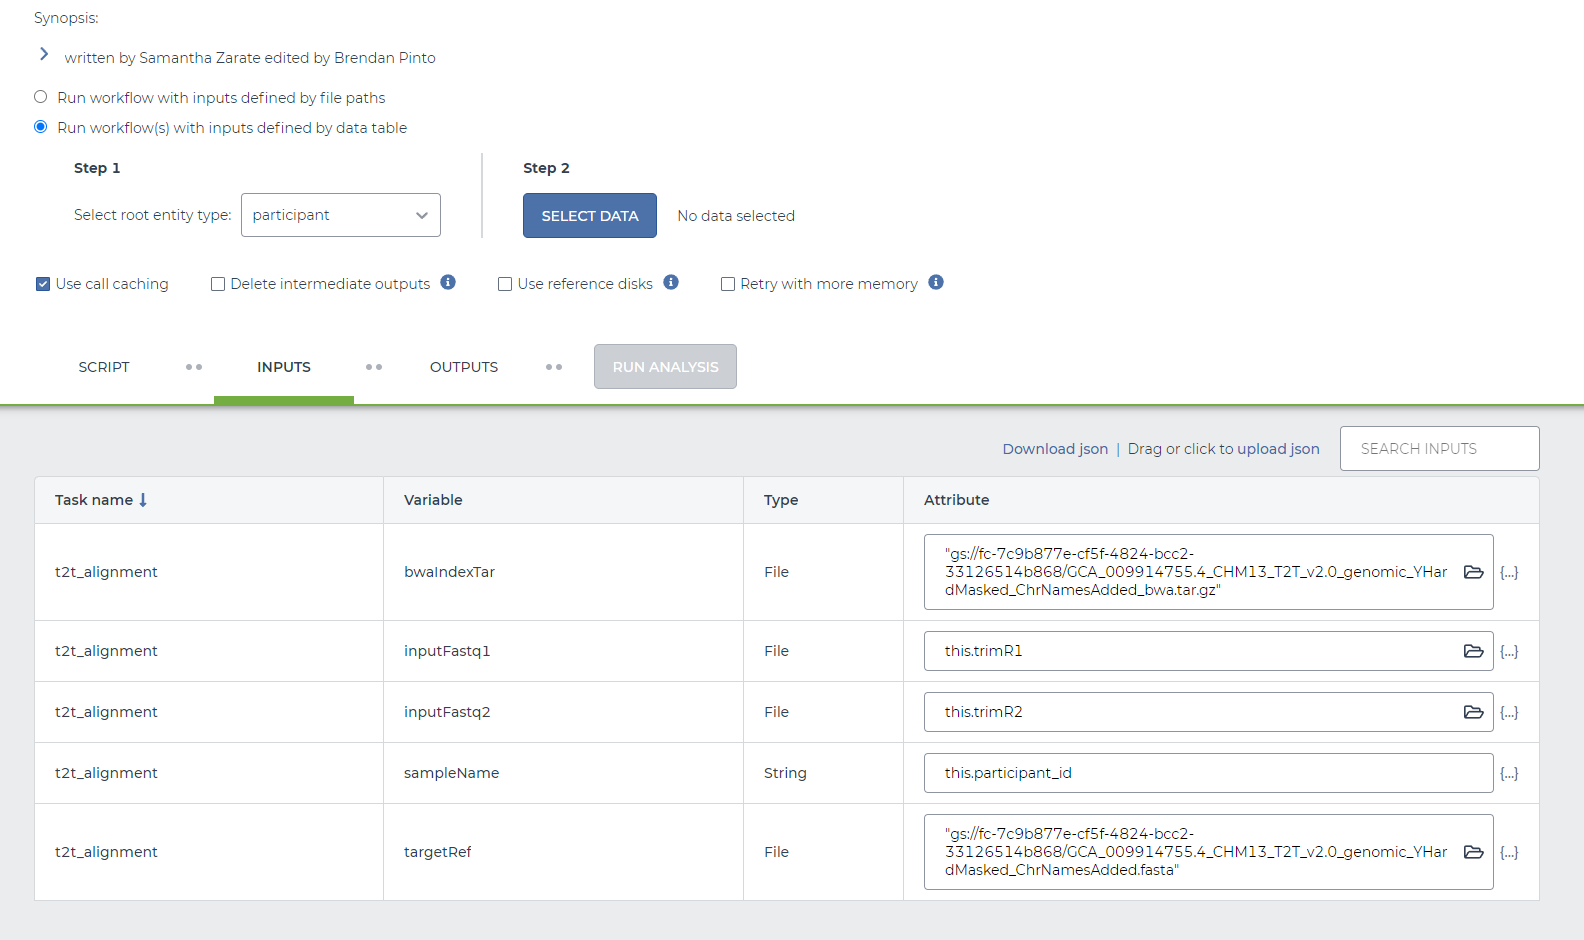 Synopsis:
written by Samantha Zarate edited by Brendan Pinto
Run workflow with inputs defined by file paths
Run workflow(s) with inputs defined by data table
Step 1
Step 2
Select root entity type: participant
SELECT DATA No data selected
Use call caching Delete intermediate outputs Use reference disks Retry with more memory
SCRIPT INPUTS OUTPUTS RUN ANALYSIS
Download json | Drag or click to upload json SEARCH INPUTS
Task name Variable Type Attribute
t2t_alignment bwaIndexTar File "gs://fc-7c9b877e-cf5f-4824-bcc2-
33126514b868/GCA_009914755.4_CHM13_T2T_v2.0_genomic_YHar
dMasked_ChrNamesAdded_bwa.tar.gz" {...}
t2t_alignment inputFastq1 File this.trimR1 {...}
t2t_alignment inputFastq2 File this.trimR2 {...}
t2t_alignment sampleName String this.participant_id {...}
t2t_alignment targetRef File "gs://fc-7c9b877e-cf5f-4824-bcc2-
33126514b868/GCA_009914755.4_CHM13_T2T_v2.0_genomic_YHar
dMasked_ChrNamesAdded.fasta" {...}